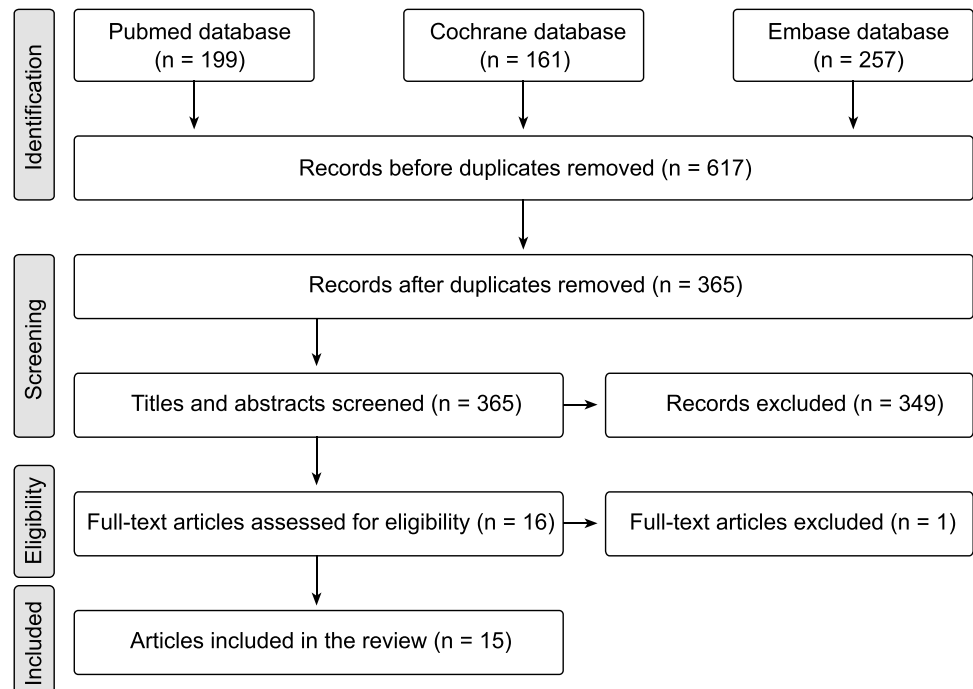 Identification
Pubmed database
(n = 199)
Cochrane database
(n = 161)
Embase database
(n = 257)
Records before duplicates removed (n = 617)
Screening
Records after duplicates removed (n = 365)
Titles and abstracts screened (n = 365)
Records excluded (n = 349)
Eligibility
Full-text articles assessed for eligibility (n = 16)
Full-text articles excluded (n = 1)
Included
Articles included in the review (n = 15)